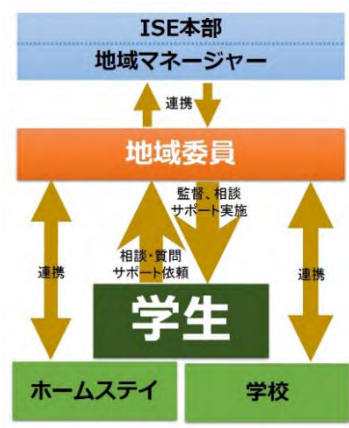 ISE本部
地域マネージャー
連携
地域委員
監督、相談
サポート実施
相談・質問
サポート依頼
連携
連携
学生
ホームステイ
学校